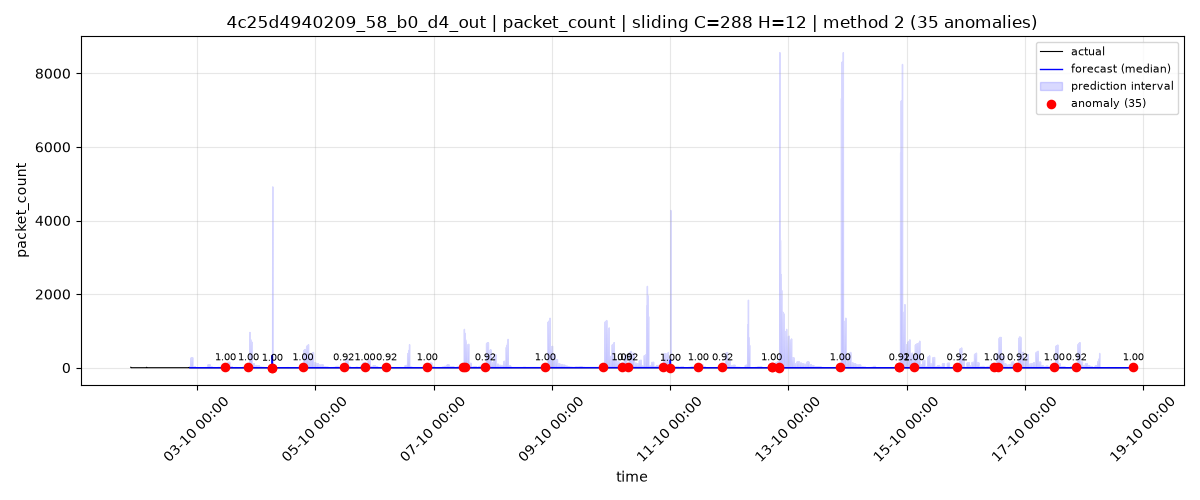 4c25d4940209_58_b0_d4_out | packet_count | sliding C=288 H=12 | method 2 (35 anomalies)
packet_count
8000
6000
4000
2000
0
actual
forecast (median)
prediction interval
anomaly (35)
1.00 1.00 1.00 1.00 0.92 1.00 0.92 1.00 0.92 1.00 0.92 1.00 1.00 0.92 1.00 1.00 0.92 1.00 0.92 1.00 0.92 1.00 0.92 1.00
03-10 00:00
05-10 00:00
07-10 00:00
09-10 00:00
11-10 00:00
13-10 00:00
15-10 00:00
17-10 00:00
19-10 00:00
time